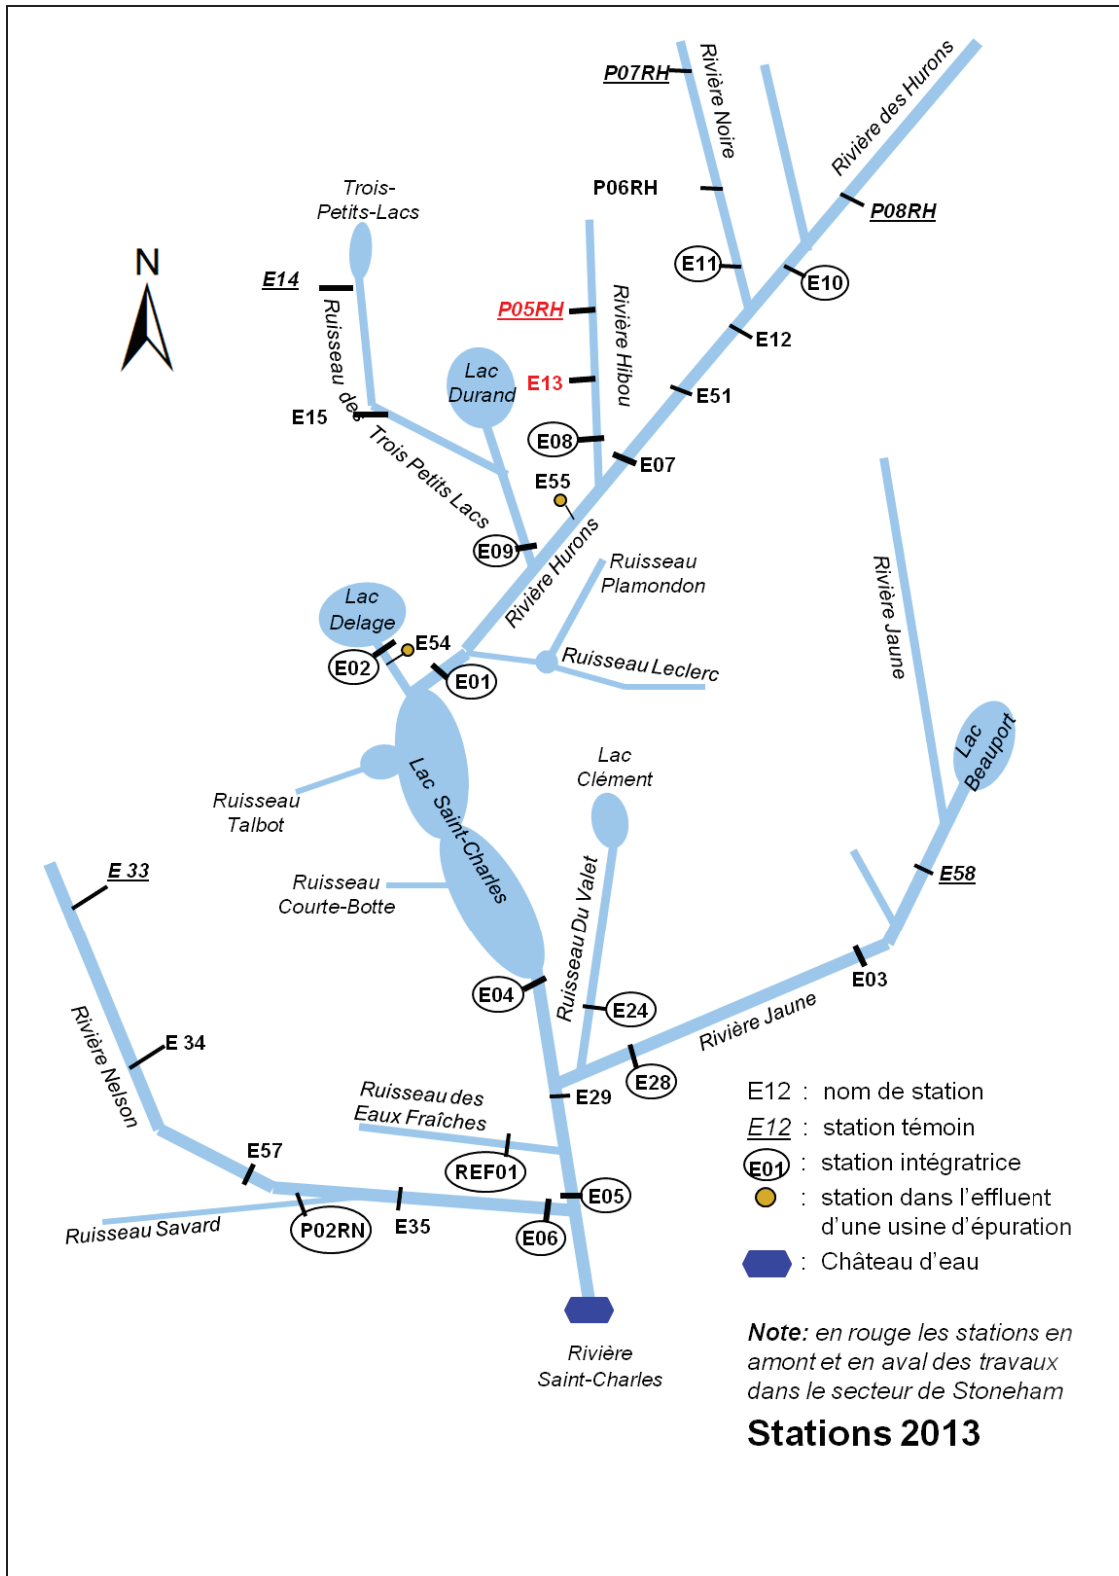 P07RH
Rivière Noire
Rivière des Hurons
P06RH
P08RH
Trois-
Petits-Lacs
N
E14
E11
E10
P05RH
Rivière Hibou
E12
Ruisseau des Trois Petits Lacs
Lac
Durand
E13
E51
E15
E08
E07
E55
E09
Rivière Hurons
Ruisseau
Plamondon
Rivière Jaune
Lac
Delage
E54
E02
E01
Ruisseau Leclerc
Lac
Beauport
Lac Saint-Charles
Lac
Clément
Ruisseau
Talbot
E 33
Ruisseau
Courte-Botte
Ruisseau Du Valet
E58
E04
E24
E03
Rivière Nelson
E 34
Rivière Jaune
E28
Ruisseau des
Eaux Fraîches
E29
E57
REF01
E05
Ruisseau Savard
P02RN
E35
E06
Rivière
Saint-Charles
E12 : nom de station
E12 : station témoin
E01 : station intégratrice
: station dans l'effluent
d'une usine d'épuration
: Château d'eau
Note: en rouge les stations en
amont et en aval des travaux
dans le secteur de Stoneham
Stations 2013